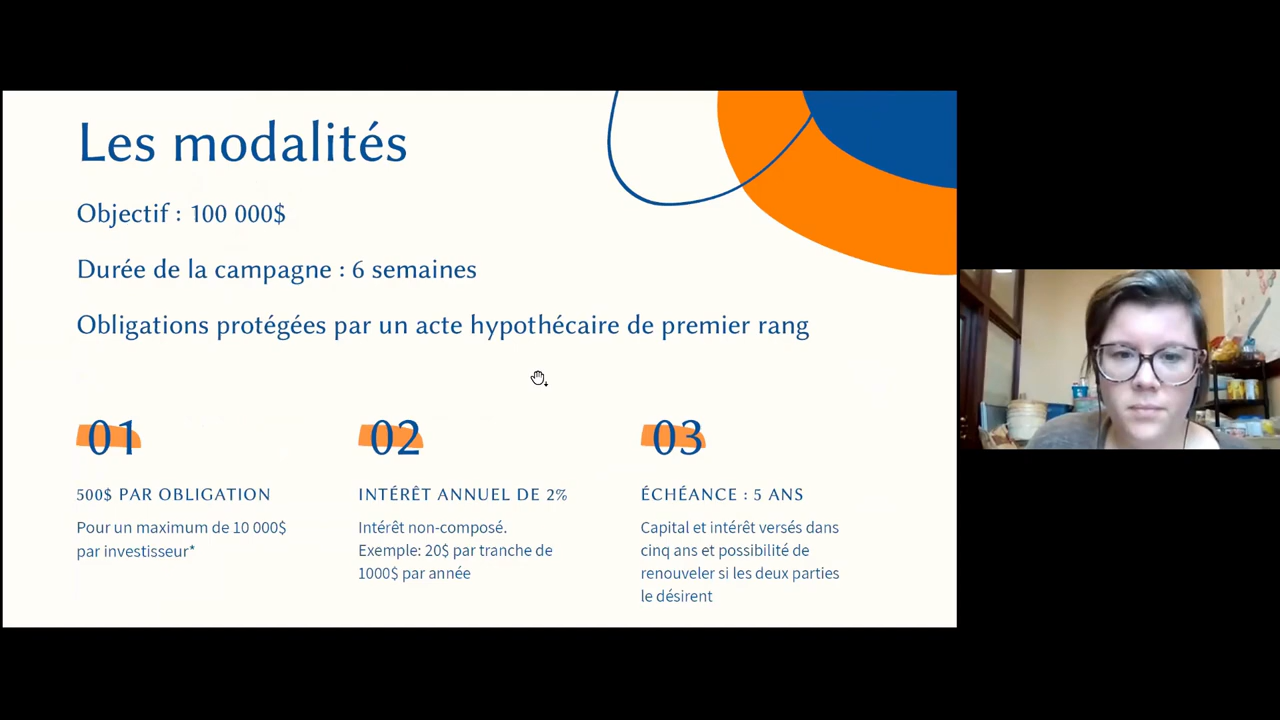 Les modalités
Objectif : 100 000$
Durée de la campagne : 6 semaines
Obligations protégées par un acte hypothécaire de premier rang
01
500$ PAR OBLIGATION
Pour un maximum de 10 000$
par investisseur*
02
INTÉRÊT ANNUEL DE 2%
Intérêt non-composé.
Exemple: 20$ par tranche de
1000$ par année
03
ÉCHÉANCE : 5 ANS
Capital et intérêt versés dans
cinq ans et possibilité de
renouveler si les deux parties
le désirent